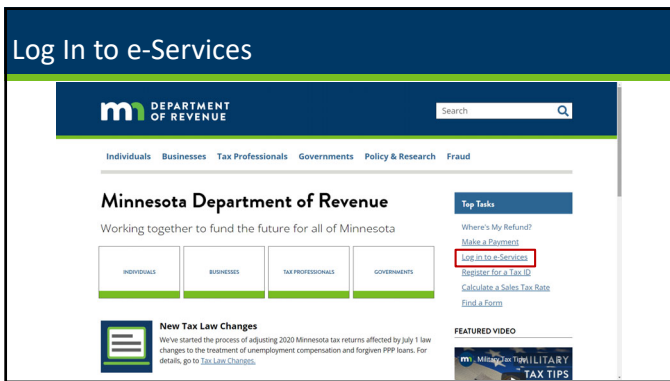 Log In to e-Services
DEPARTMENT
OF REVENUE
Search
Individuals Businesses Tax Professionals Governments Policy & Research Fraud
Minnesota Department of Revenue
Working together to fund the future for all of Minnesota
INDIVIDUALS
BUSINESSES
TAX PROFESSIONALS
GOVERNMENTS
New Tax Law Changes
We've started the process of adjusting 2020 Minnesota tax returns affected by July 1 law
changes to the treatment of unemployment compensation and forgiven PPP loans. For
details, go to Tax Law Changes.
Top Tasks
Where's My Refund?
Make a Payment
Log in to e-Services
Register for a Tax ID
Calculate a Sales Tax Rate
Find a Form
FEATURED VIDEO
Military Tax Tips
MILITARY
TAX TIPS